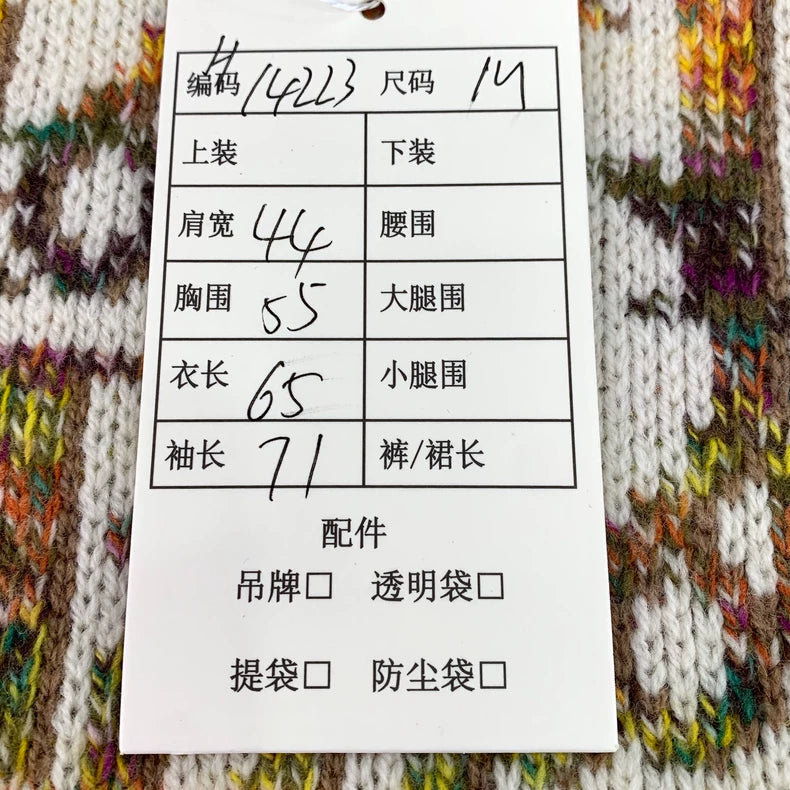 编码 H14223 尺码 1M
上装 下装
肩宽 44 腰围
胸围 55 大腿围
衣长 65 小腿围
袖长 71 裤/裙长
配件
吊牌□ 透明袋□
提袋□ 防尘袋□